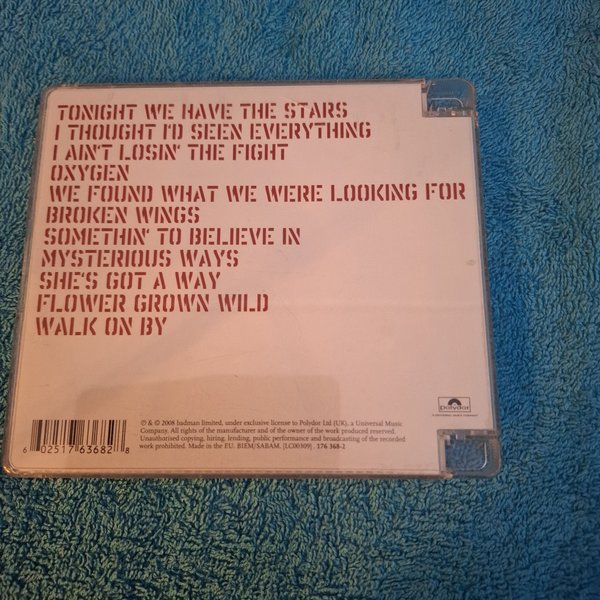 TONIGHT WE HAVE THE STARS
I THOUGHT I'D SEEN EVERYTHING
I AIN'T LOSIN' THE FIGHT
OXYGEN
WE FOUND WHAT WE WERE LOOKING FOR
BROKEN WINGS
SOMETHIN' TO BELIEVE IN
MYSTERIOUS WAYS
SHE'S GOT A WAY
FLOWER GROWN WILD
WALK ON BY
polydor
A UNIVERSAL MUSIC COMPANY
℗ & © 2008 badman limited, under exclusive license to Polydor Ltd (UK), a Universal Music
Company. All rights of the manufacturer and of the owner of the work produced reserved.
Unauthorised copying, hiring, lending, public performance and broadcasting of the recorded
work prohibited. Made in the EU. BIEM/SABAM. [LC00309] . 176 368-2
6 02517 63682 8